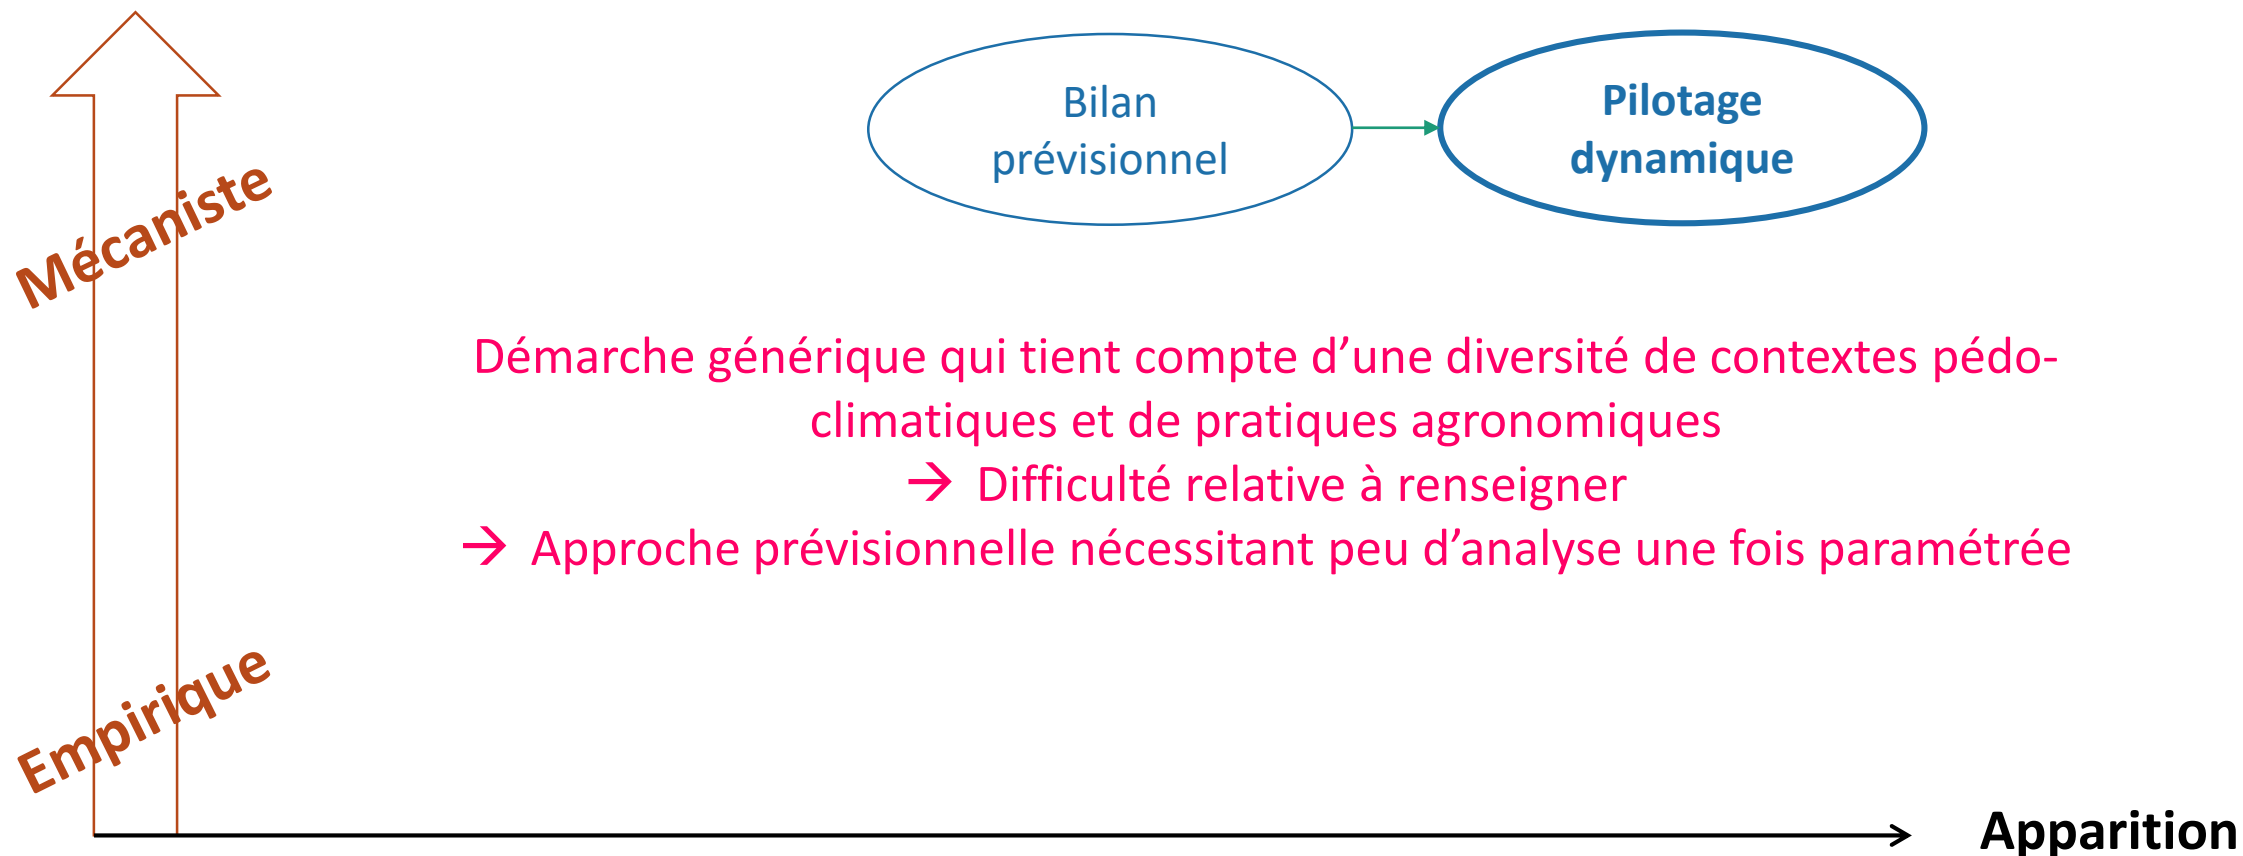 Bilan
prévisionnel
Pilotage
dynamique
Mécaniste
Démarche générique qui tient compte d’une diversité de contextes pédo-
climatiques et de pratiques agronomiques
→ Difficulté relative à renseigner
→ Approche prévisionnelle nécessitant peu d’analyse une fois paramétrée
Empirique
Apparition